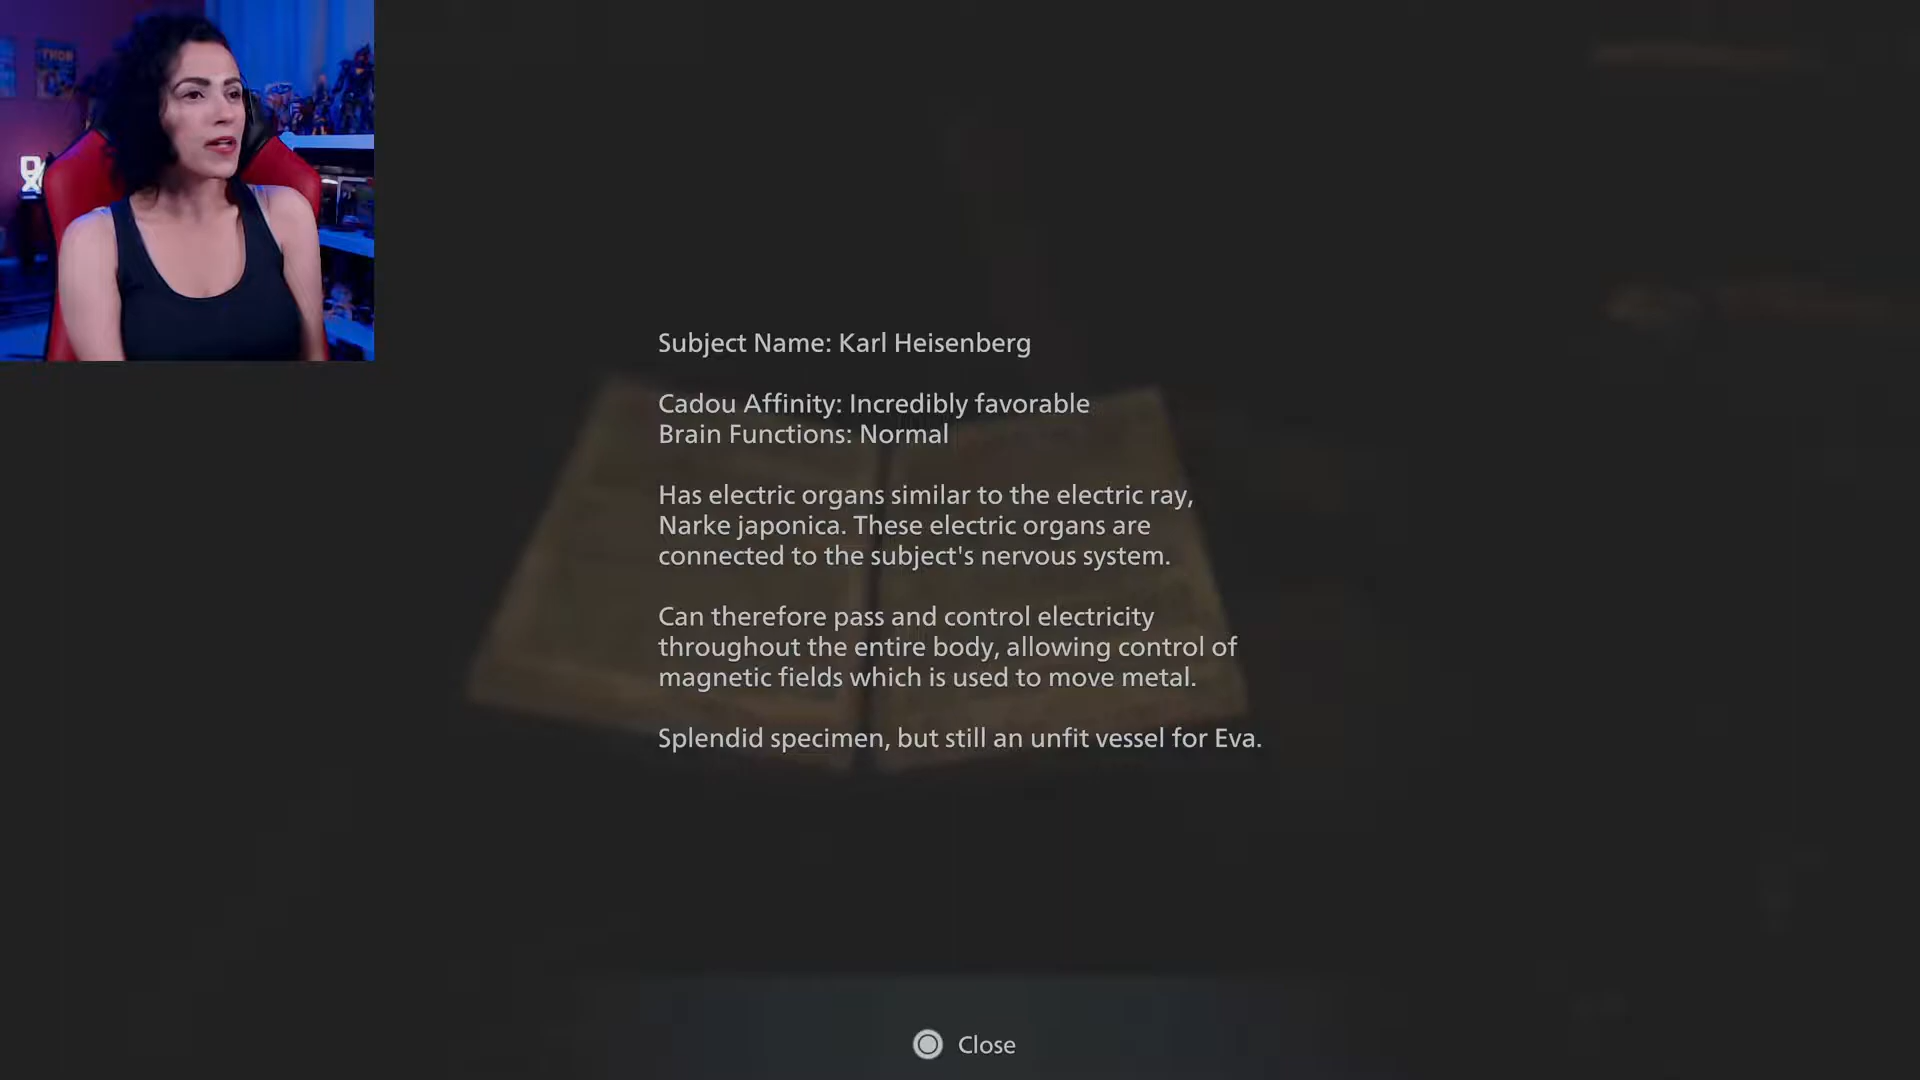 THOR
Subject Name: Karl Heisenberg
Cadou Affinity: Incredibly favorable
Brain Functions: Normal
Has electric organs similar to the electric ray,
Narke japonica. These electric organs are
connected to the subject's nervous system.
Can therefore pass and control electricity
throughout the entire body, allowing control of
magnetic fields which is used to move metal.
Splendid specimen, but still an unfit vessel for Eva.
Close